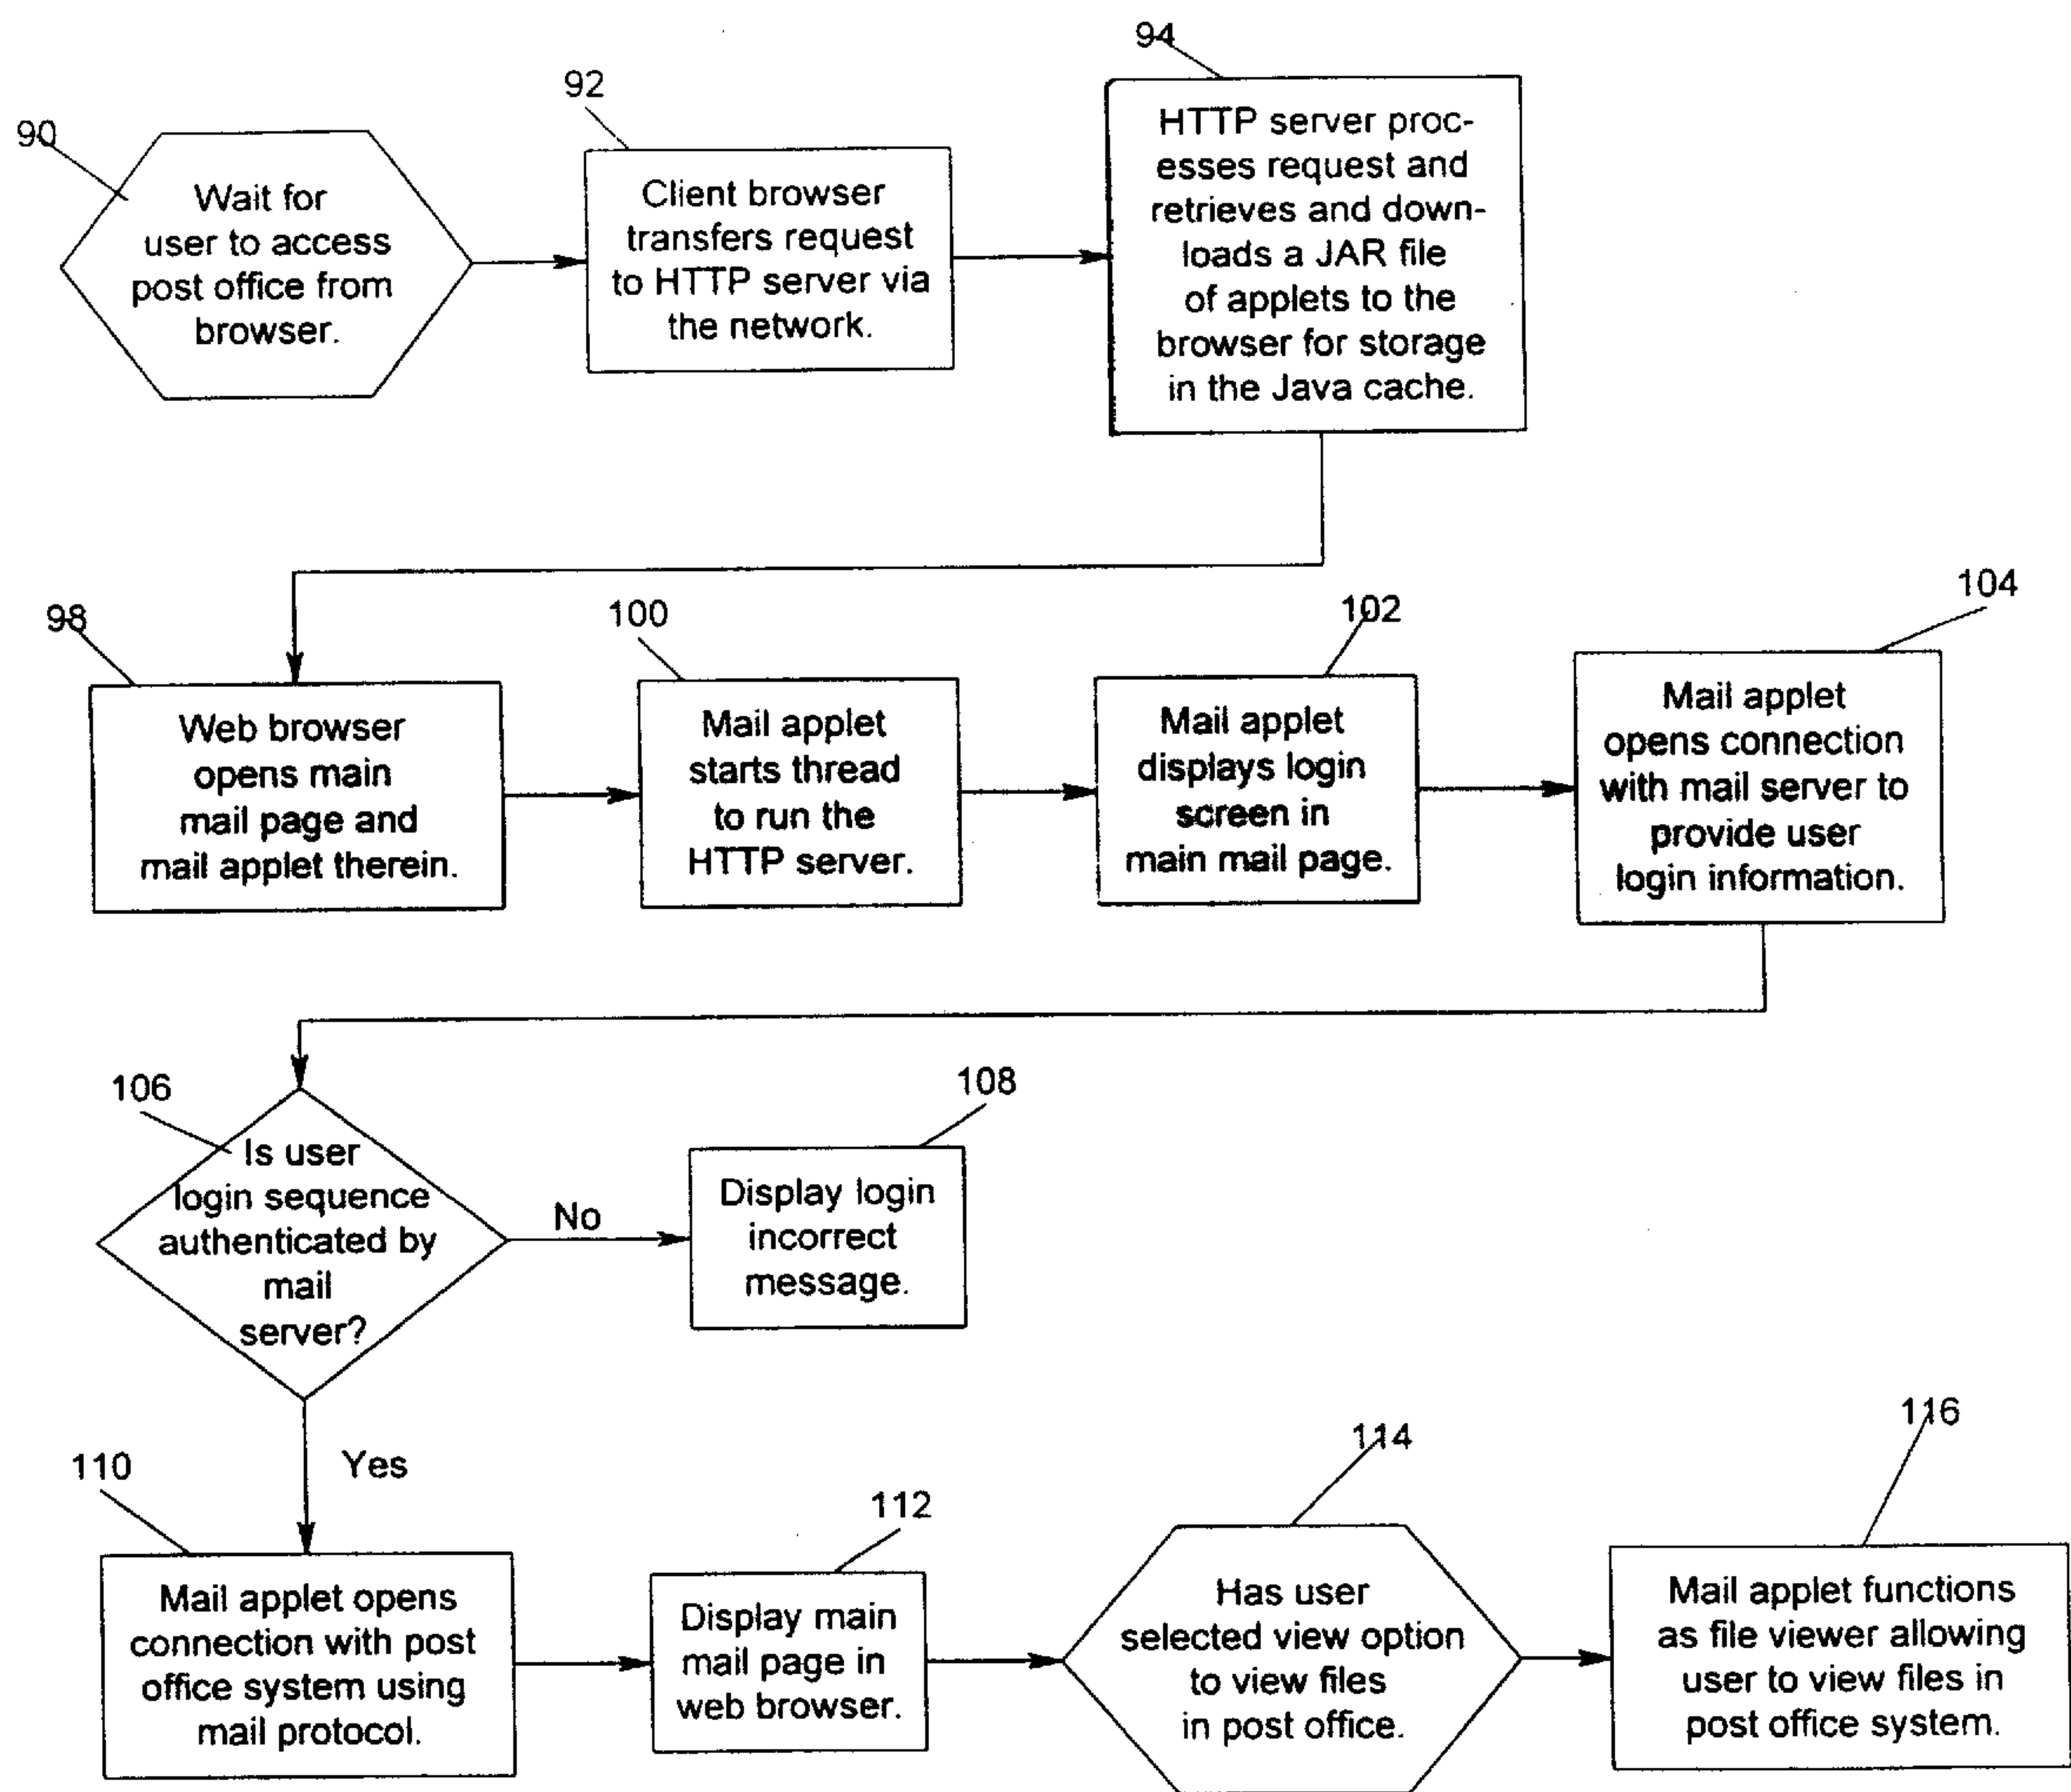 90
Wait for
user to access
post office from
browser.
92
Client browser
transfers request
to HTTP server via
the network.
94
HTTP server proc-
esses request and
retrieves and down-
loads a JAR file
of applets to the
browser for storage
in the Java cache.
98
Web browser
opens main
mail page and
mail applet therein.
100
Mail applet
starts thread
to run the
HTTP server.
102
Mail applet
displays login
screen in
main mail page.
104
Mail applet
opens connection
with mail server to
provide user
login information.
106
Is user
login sequence
authenticated by
mail
server?
No
108
Display login
incorrect
message.
Yes
110
Mail applet opens
connection with post
office system using
mail protocol.
112
Display main
mail page in
web browser.
114
Has user
selected view option
to view files
in post office.
116
Mail applet functions
as file viewer allowing
user to view files in
post office system.